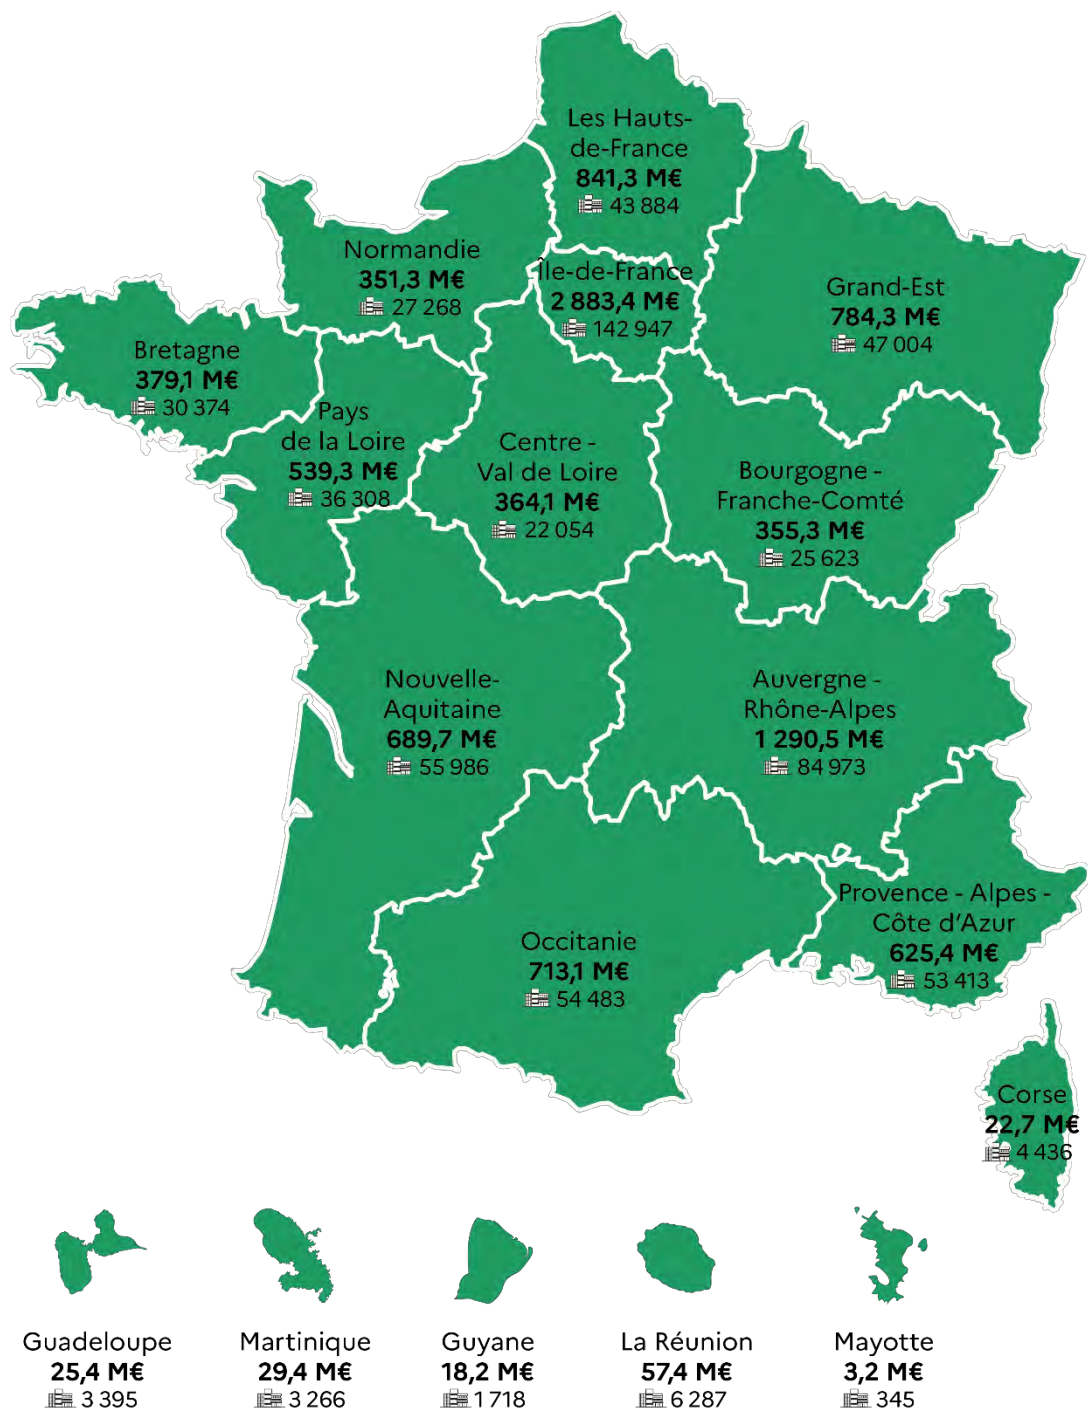 Les Hauts-
de-France
841,3 M€
43 884
Normandie
351,3 M€
27 268
Île-de-France
2 883,4 M€
142 947
Grand-Est
784,3 M€
47 004
Bretagne
379,1 M€
30 374
Pays
de la Loire
539,3 M€
36 308
Centre -
Val de Loire
364,1 M€
22 054
Bourgogne -
Franche-Comté
355,3 M€
25 623
Nouvelle-
Aquitaine
689,7 M€
55 986
Auvergne -
Rhône-Alpes
1 290,5 M€
84 973
Provence - Alpes -
Côte d'Azur
625,4 M€
53 413
Occitanie
713,1 M€
54 483
Corse
22,7 M€
4 436
Guadeloupe
25,4 M€
3 395
Martinique
29,4 M€
3 266
Guyane
18,2 M€
1 718
La Réunion
57,4 M€
6 287
Mayotte
3,2 M€
345